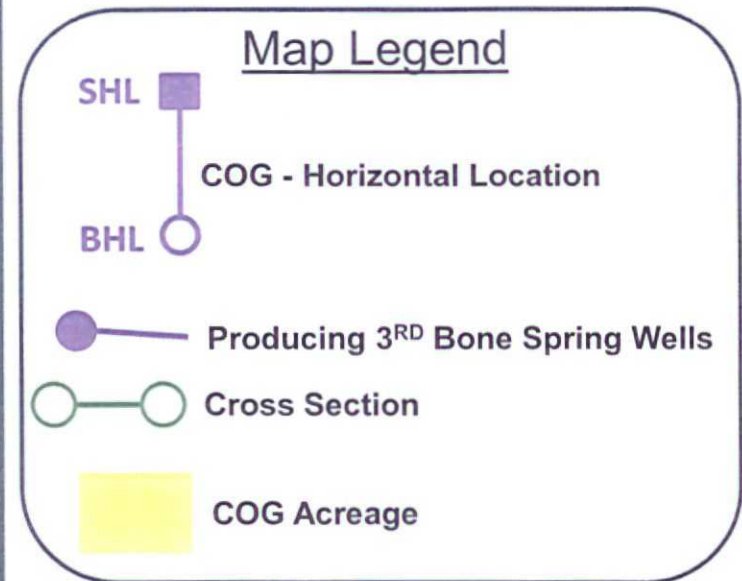 Map Legend
SHL
COG - Horizontal Location
BHL
Producing 3RD Bone Spring Wells
Cross Section
COG Acreage